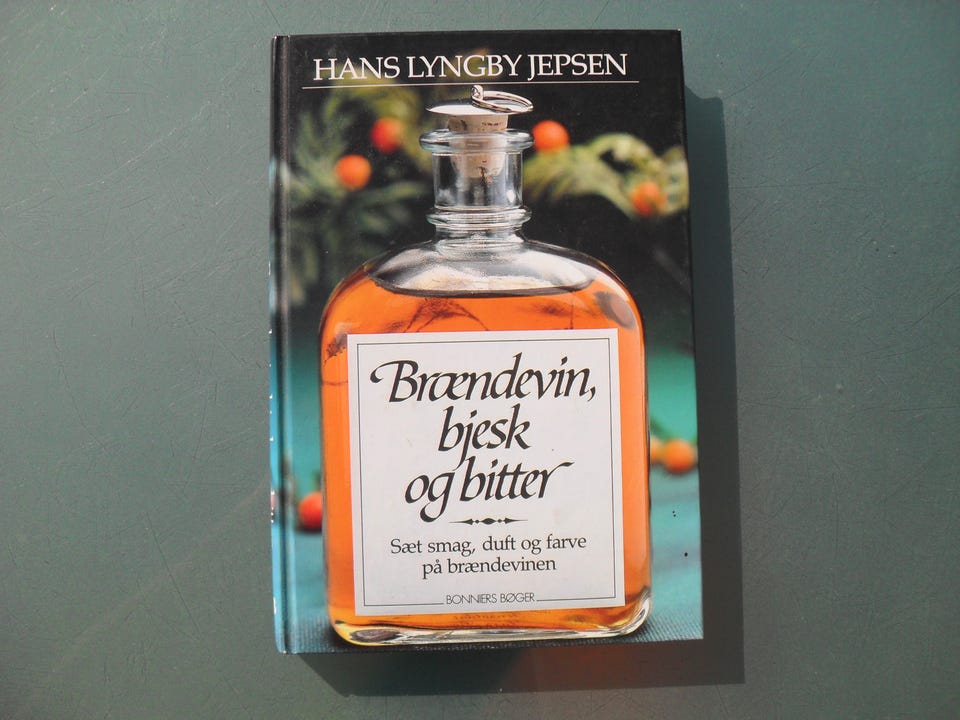 HANS LYNGBY JEPSEN
Brændevin,
bjesk
og bitter
Sæt smag, duft og farve
på brændevinen
BONNIERS BØGER